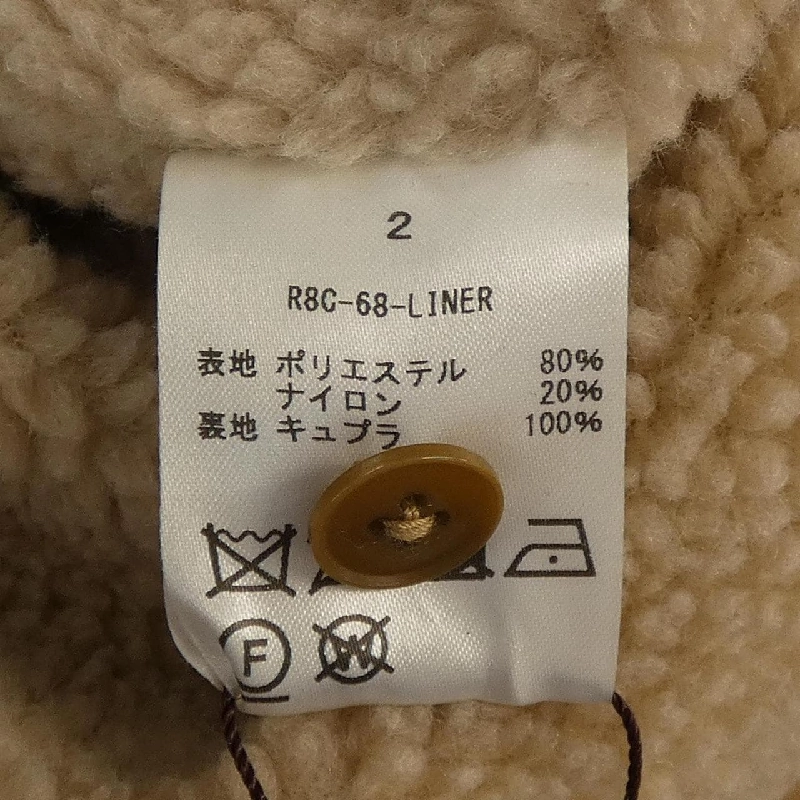 2
R8C-68-LINER
表地 ポリエステル 80%
ナイロン 20%
裏地 キュプラ 100%
F W